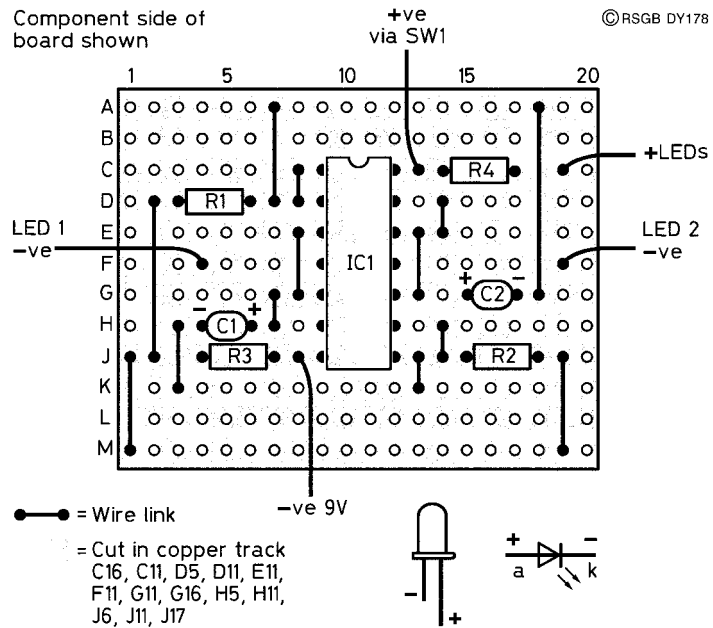 Component side of
board shown
+ve
via SW1
© RSGB DY178
1 5 10 15 20
A
B
C R4 +LEDs
D R1
LED 1
−ve
E
LED 2
−ve
F IC1
G + C2 −
H − C1 +
J R3 R2
K
L
M
−ve 9V
= Wire link
= Cut in copper track
C16, C11, D5, D11, E11,
F11, G11, G16, H5, H11,
J6, J11, J17
− +
+ −
a k